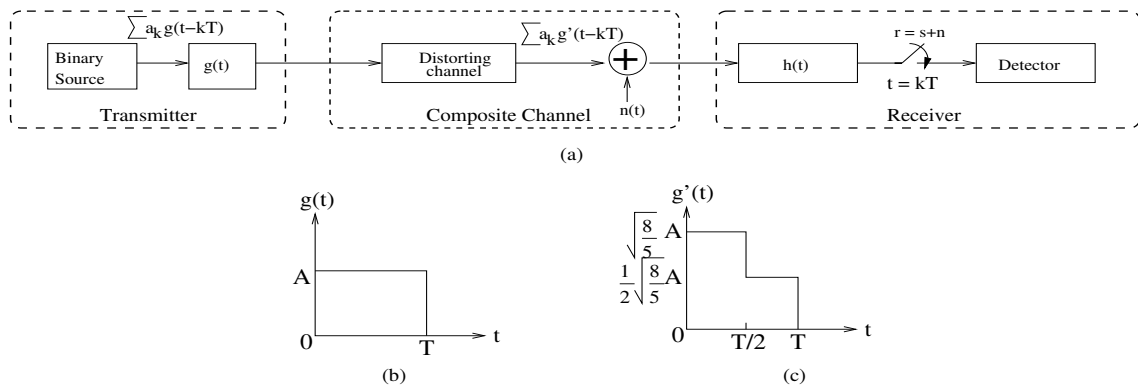 ∑a_k g(t−kT)
∑a_k g'(t−kT)
Binary
Source
g(t)
Distorting
channel
+
n(t)
h(t)
r = s+n
t = kT
Detector
Transmitter
Composite Channel
Receiver
(a)
g(t)
A
0
T
t
(b)
g'(t)
√(8/5) A
1/2 √(8/5) A
0
T/2
T
t
(c)